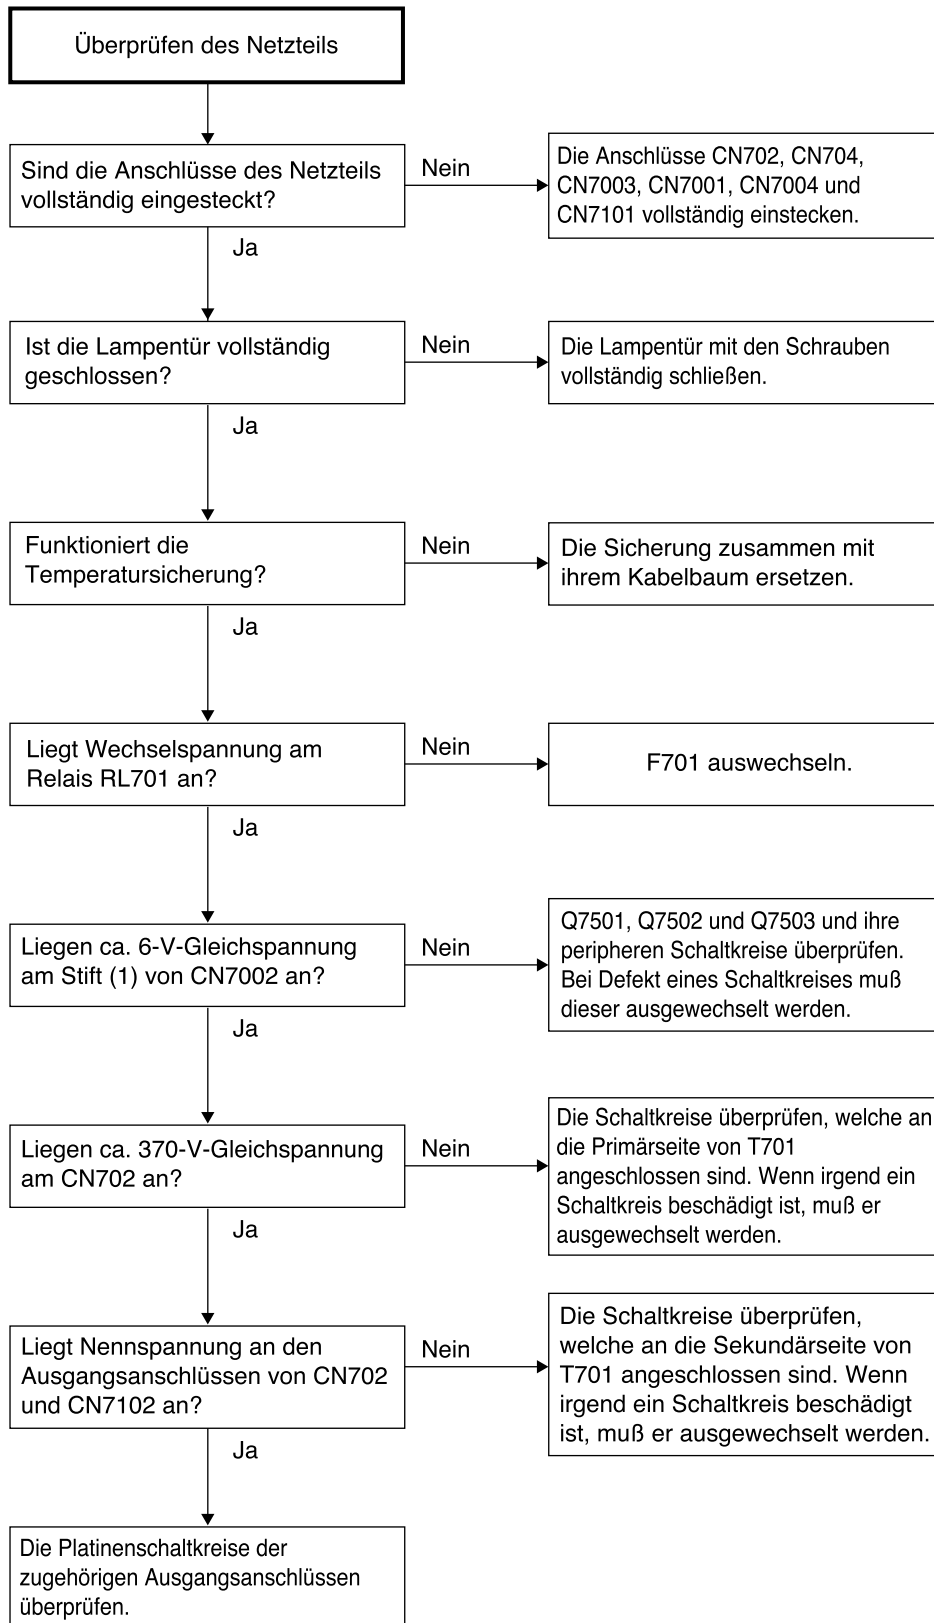 Überprüfen des Netzteils
Sind die Anschlüsse des Netzteils
vollständig eingesteckt?
Nein
Die Anschlüsse CN702, CN704,
CN7003, CN7001, CN7004 und
CN7101 vollständig einstecken.
Ja
Ist die Lampentür vollständig
geschlossen?
Nein
Die Lampentür mit den Schrauben
vollständig schließen.
Ja
Funktioniert die
Temperatursicherung?
Nein
Die Sicherung zusammen mit
ihrem Kabelbaum ersetzen.
Ja
Liegt Wechselspannung am
Relais RL701 an?
Nein
F701 auswechseln.
Ja
Liegen ca. 6-V-Gleichspannung
am Stift (1) von CN7002 an?
Nein
Q7501, Q7502 und Q7503 und ihre
peripheren Schaltkreise überprüfen.
Bei Defekt eines Schaltkreises muß
dieser ausgewechselt werden.
Ja
Liegen ca. 370-V-Gleichspannung
am CN702 an?
Nein
Die Schaltkreise überprüfen, welche an
die Primärseite von T701
angeschlossen sind. Wenn irgend ein
Schaltkreis beschädigt ist, muß er
ausgewechselt werden.
Ja
Liegt Nennspannung an den
Ausgangsanschlüssen von CN702
und CN7102 an?
Nein
Die Schaltkreise überprüfen,
welche an die Sekundärseite von
T701 angeschlossen sind. Wenn
irgend ein Schaltkreis beschädigt
ist, muß er ausgewechselt werden.
Ja
Die Platinenschaltkreise der
zugehörigen Ausgangsanschlüssen
überprüfen.